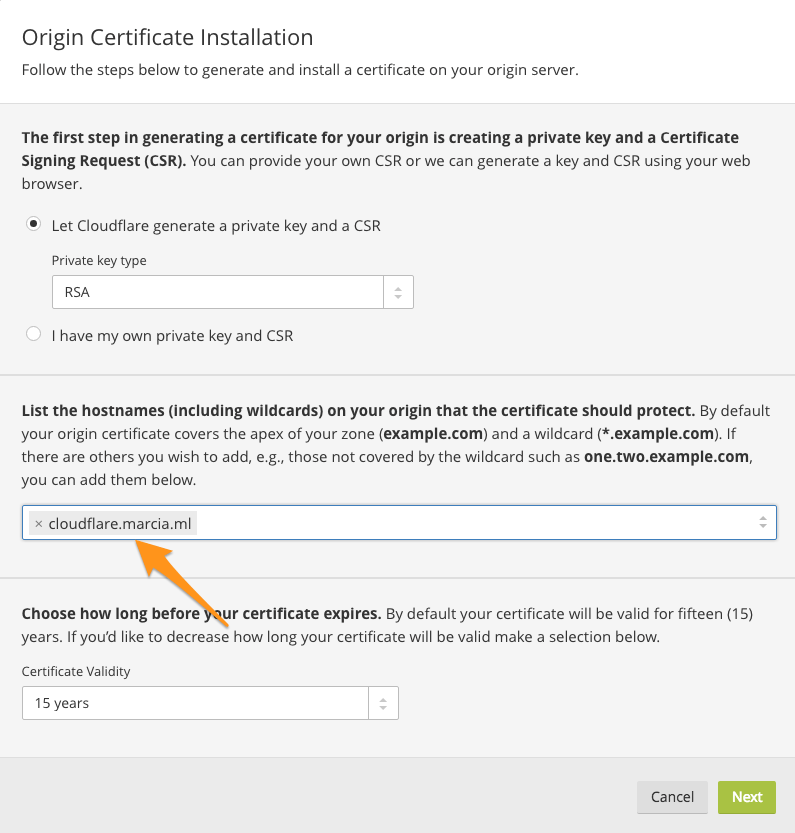 Origin Certificate Installation
Follow the steps below to generate and install a certificate on your origin server.
The first step in generating a certificate for your origin is creating a private key and a Certificate
Signing Request (CSR). You can provide your own CSR or we can generate a key and CSR using your web
browser.
Let Cloudflare generate a private key and a CSR
Private key type
RSA
I have my own private key and CSR
List the hostnames (including wildcards) on your origin that the certificate should protect. By default
your origin certificate covers the apex of your zone (example.com) and a wildcard (*.example.com). If
there are others you wish to add, e.g., those not covered by the wildcard such as one.two.example.com,
you can add them below.
× cloudflare.marcia.ml
Choose how long before your certificate expires. By default your certificate will be valid for fifteen (15)
years. If you’d like to decrease how long your certificate will be valid make a selection below.
Certificate Validity
15 years
Cancel Next